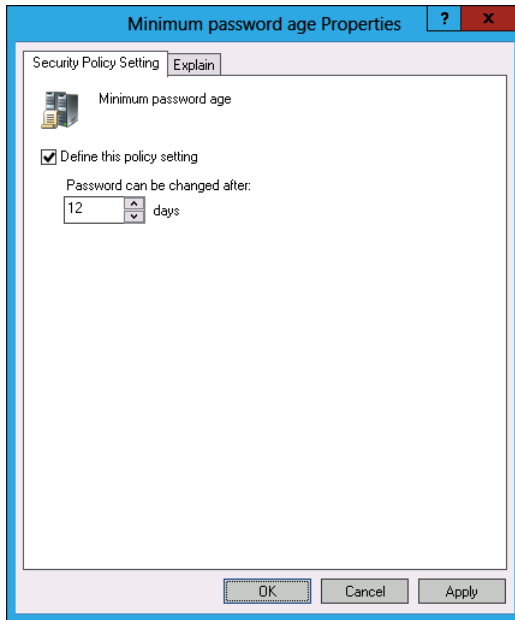 Minimum password age Properties
? x
Security Policy Setting Explain
Minimum password age
Define this policy setting
Password can be changed after:
12 days
OK Cancel Apply